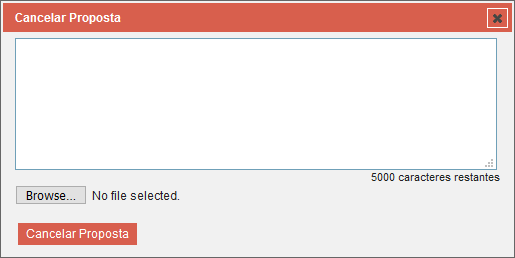 Cancelar Proposta
5000 caracteres restantes
Browse... No file selected.
Cancelar Proposta